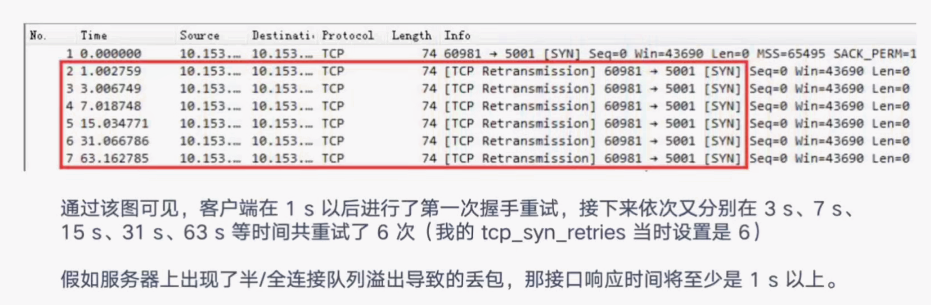 No. Time Source Destinati‹ Protocol Length Info
1 0.000000 10.153.… 10.153.… TCP 74 60981 → 5001 [SYN] Seq=0 Win=43690 Len=0 MSS=65495 SACK_PERM=1
2 1.002759 10.153.… 10.153.… TCP 74 [TCP Retransmission] 60981 → 5001 [SYN] Seq=0 Win=43690 Len=0
3 3.006749 10.153.… 10.153.… TCP 74 [TCP Retransmission] 60981 → 5001 [SYN] Seq=0 Win=43690 Len=0
4 7.018748 10.153.… 10.153.… TCP 74 [TCP Retransmission] 60981 → 5001 [SYN] Seq=0 Win=43690 Len=0
5 15.034771 10.153.… 10.153.… TCP 74 [TCP Retransmission] 60981 → 5001 [SYN] Seq=0 Win=43690 Len=0
6 31.066786 10.153.… 10.153.… TCP 74 [TCP Retransmission] 60981 → 5001 [SYN] Seq=0 Win=43690 Len=0
7 63.162785 10.153.… 10.153.… TCP 74 [TCP Retransmission] 60981 → 5001 [SYN] Seq=0 Win=43690 Len=0
通过该图可见，客户端在 1 s 以后进行了第一次握手重试，接下来依次又分别在 3 s、7 s、
15 s、31 s、63 s 等时间共重试了 6 次（我的 tcp_syn_retries 当时设置是 6）
假如服务器上出现了半/全连接队列溢出导致的丢包，那接口响应时间将至少是 1 s 以上。